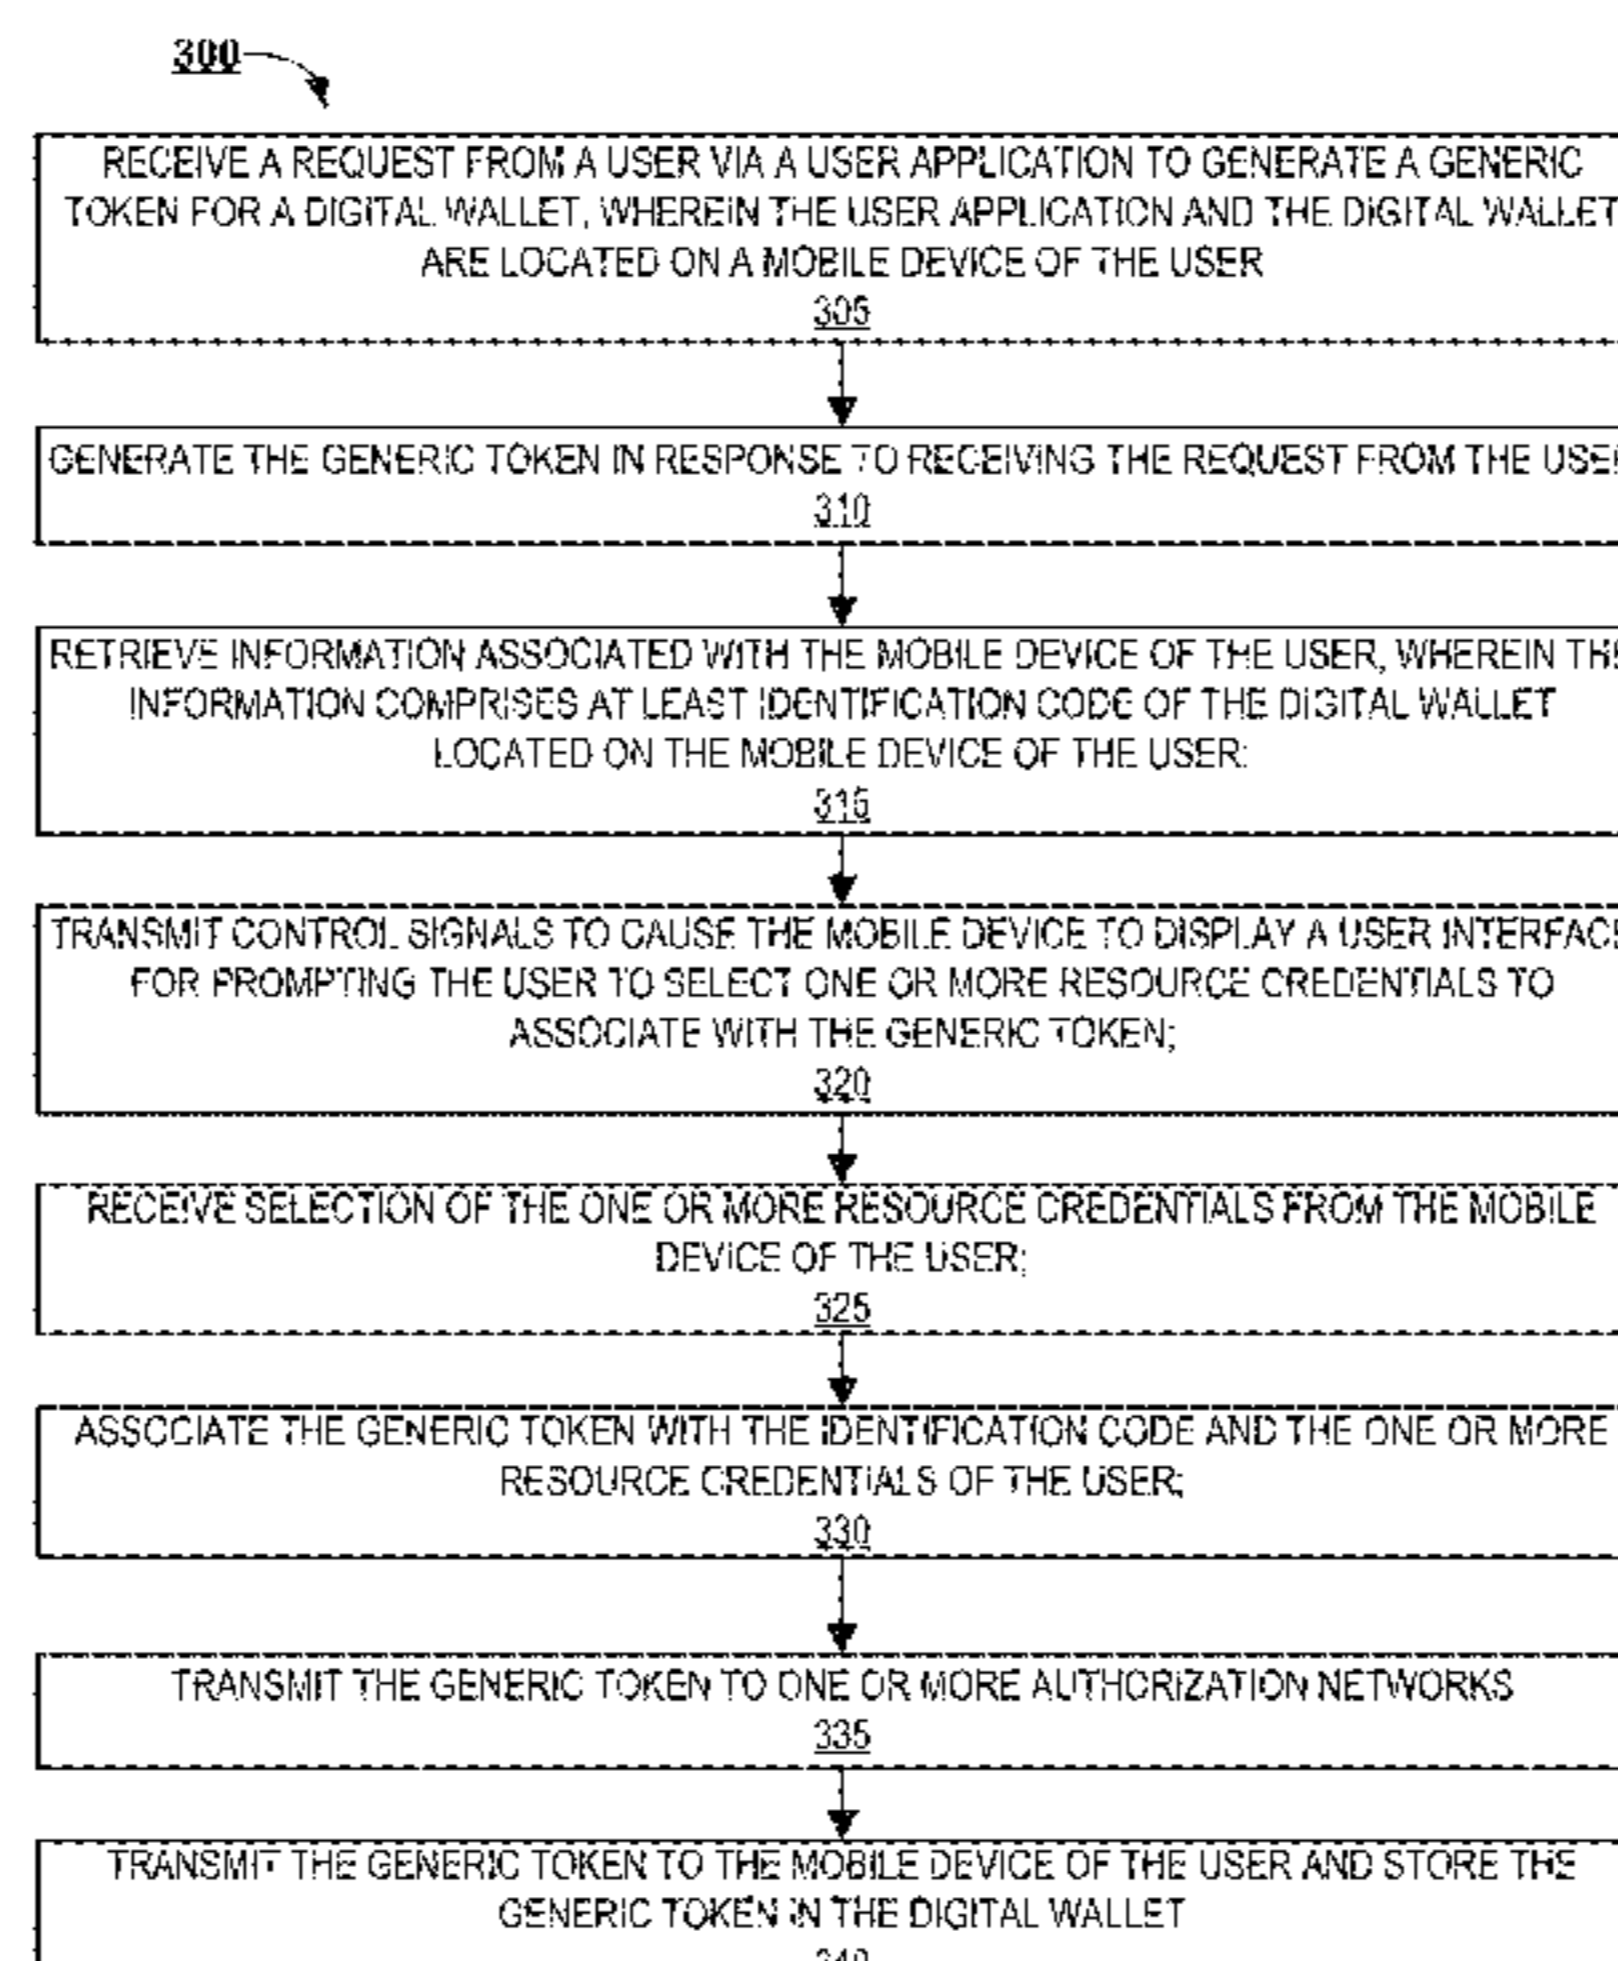 300
RECEIVE A REQUEST FROM A USER VIA A USER APPLICATION TO GENERATE A GENERIC
TOKEN FOR A DIGITAL WALLET, WHEREIN THE USER APPLICATION AND THE DIGITAL WALLET
ARE LOCATED ON A MOBILE DEVICE OF THE USER
305
GENERATE THE GENERIC TOKEN IN RESPONSE TO RECEIVING THE REQUEST FROM THE USER
310
RETRIEVE INFORMATION ASSOCIATED WITH THE MOBILE DEVICE OF THE USER, WHEREIN THE
INFORMATION COMPRISES AT LEAST IDENTIFICATION CODE OF THE DIGITAL WALLET
LOCATED ON THE MOBILE DEVICE OF THE USER;
315
TRANSMIT CONTROL SIGNALS TO CAUSE THE MOBILE DEVICE TO DISPLAY A USER INTERFACE
FOR PROMPTING THE USER TO SELECT ONE OR MORE RESOURCE CREDENTIALS TO
ASSOCIATE WITH THE GENERIC TOKEN;
320
RECEIVE SELECTION OF THE ONE OR MORE RESOURCE CREDENTIALS FROM THE MOBILE
DEVICE OF THE USER;
325
ASSOCIATE THE GENERIC TOKEN WITH THE IDENTIFICATION CODE AND THE ONE OR MORE
RESOURCE CREDENTIALS OF THE USER;
330
TRANSMIT THE GENERIC TOKEN TO ONE OR MORE AUTHORIZATION NETWORKS
335
TRANSMIT THE GENERIC TOKEN TO THE MOBILE DEVICE OF THE USER AND STORE THE
GENERIC TOKEN IN THE DIGITAL WALLET
340